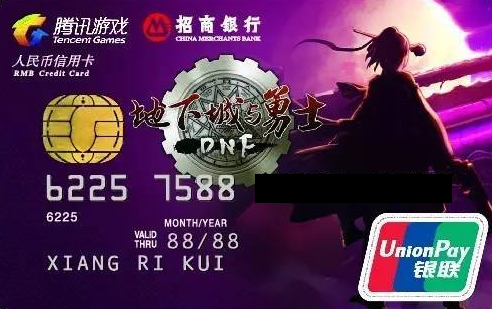 腾讯游戏 招商银行
Tencent Games CHINA MERCHANTS BANK
人民币信用卡
RMB Credit Card
地下城与勇士
DNF
6225 7588
6225
MONTH/YEAR
VALID THRU 88/88
XIANG RI KUI
UnionPay
银联